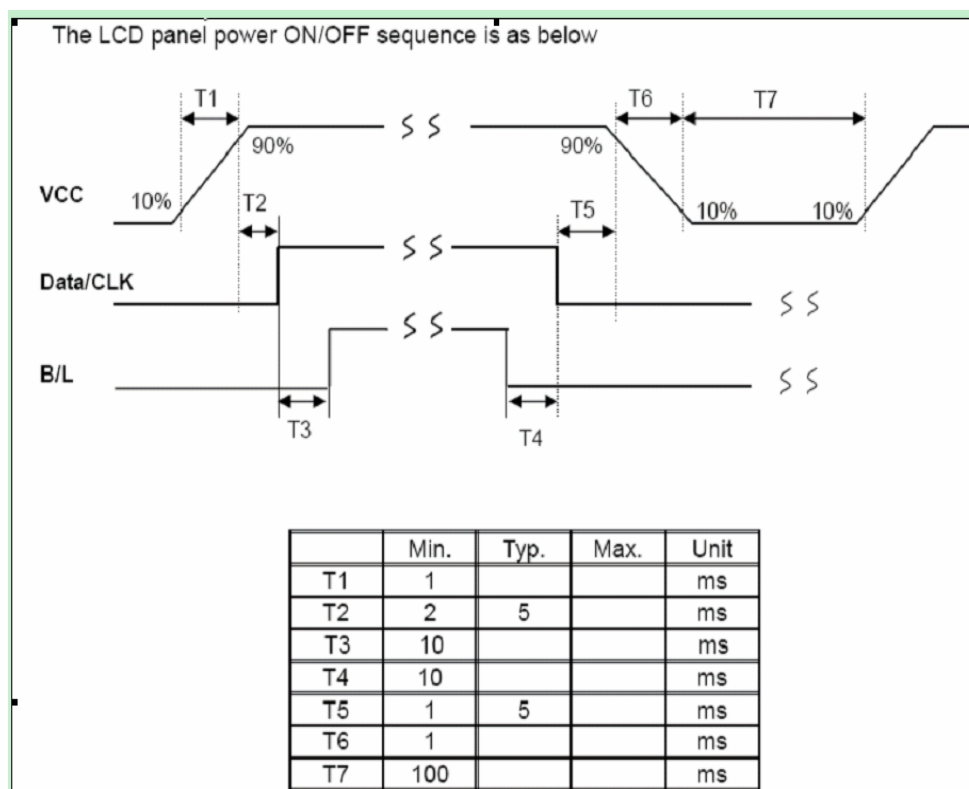 The LCD panel power ON/OFF sequence is as below
T1
T6
T7
90%
90%
VCC
10%
T2
T5
10%
10%
Data/CLK
B/L
T3
T4
Min. Typ. Max. Unit
T1 1 ms
T2 2 5 ms
T3 10 ms
T4 10 ms
T5 1 5 ms
T6 1 ms
T7 100 ms